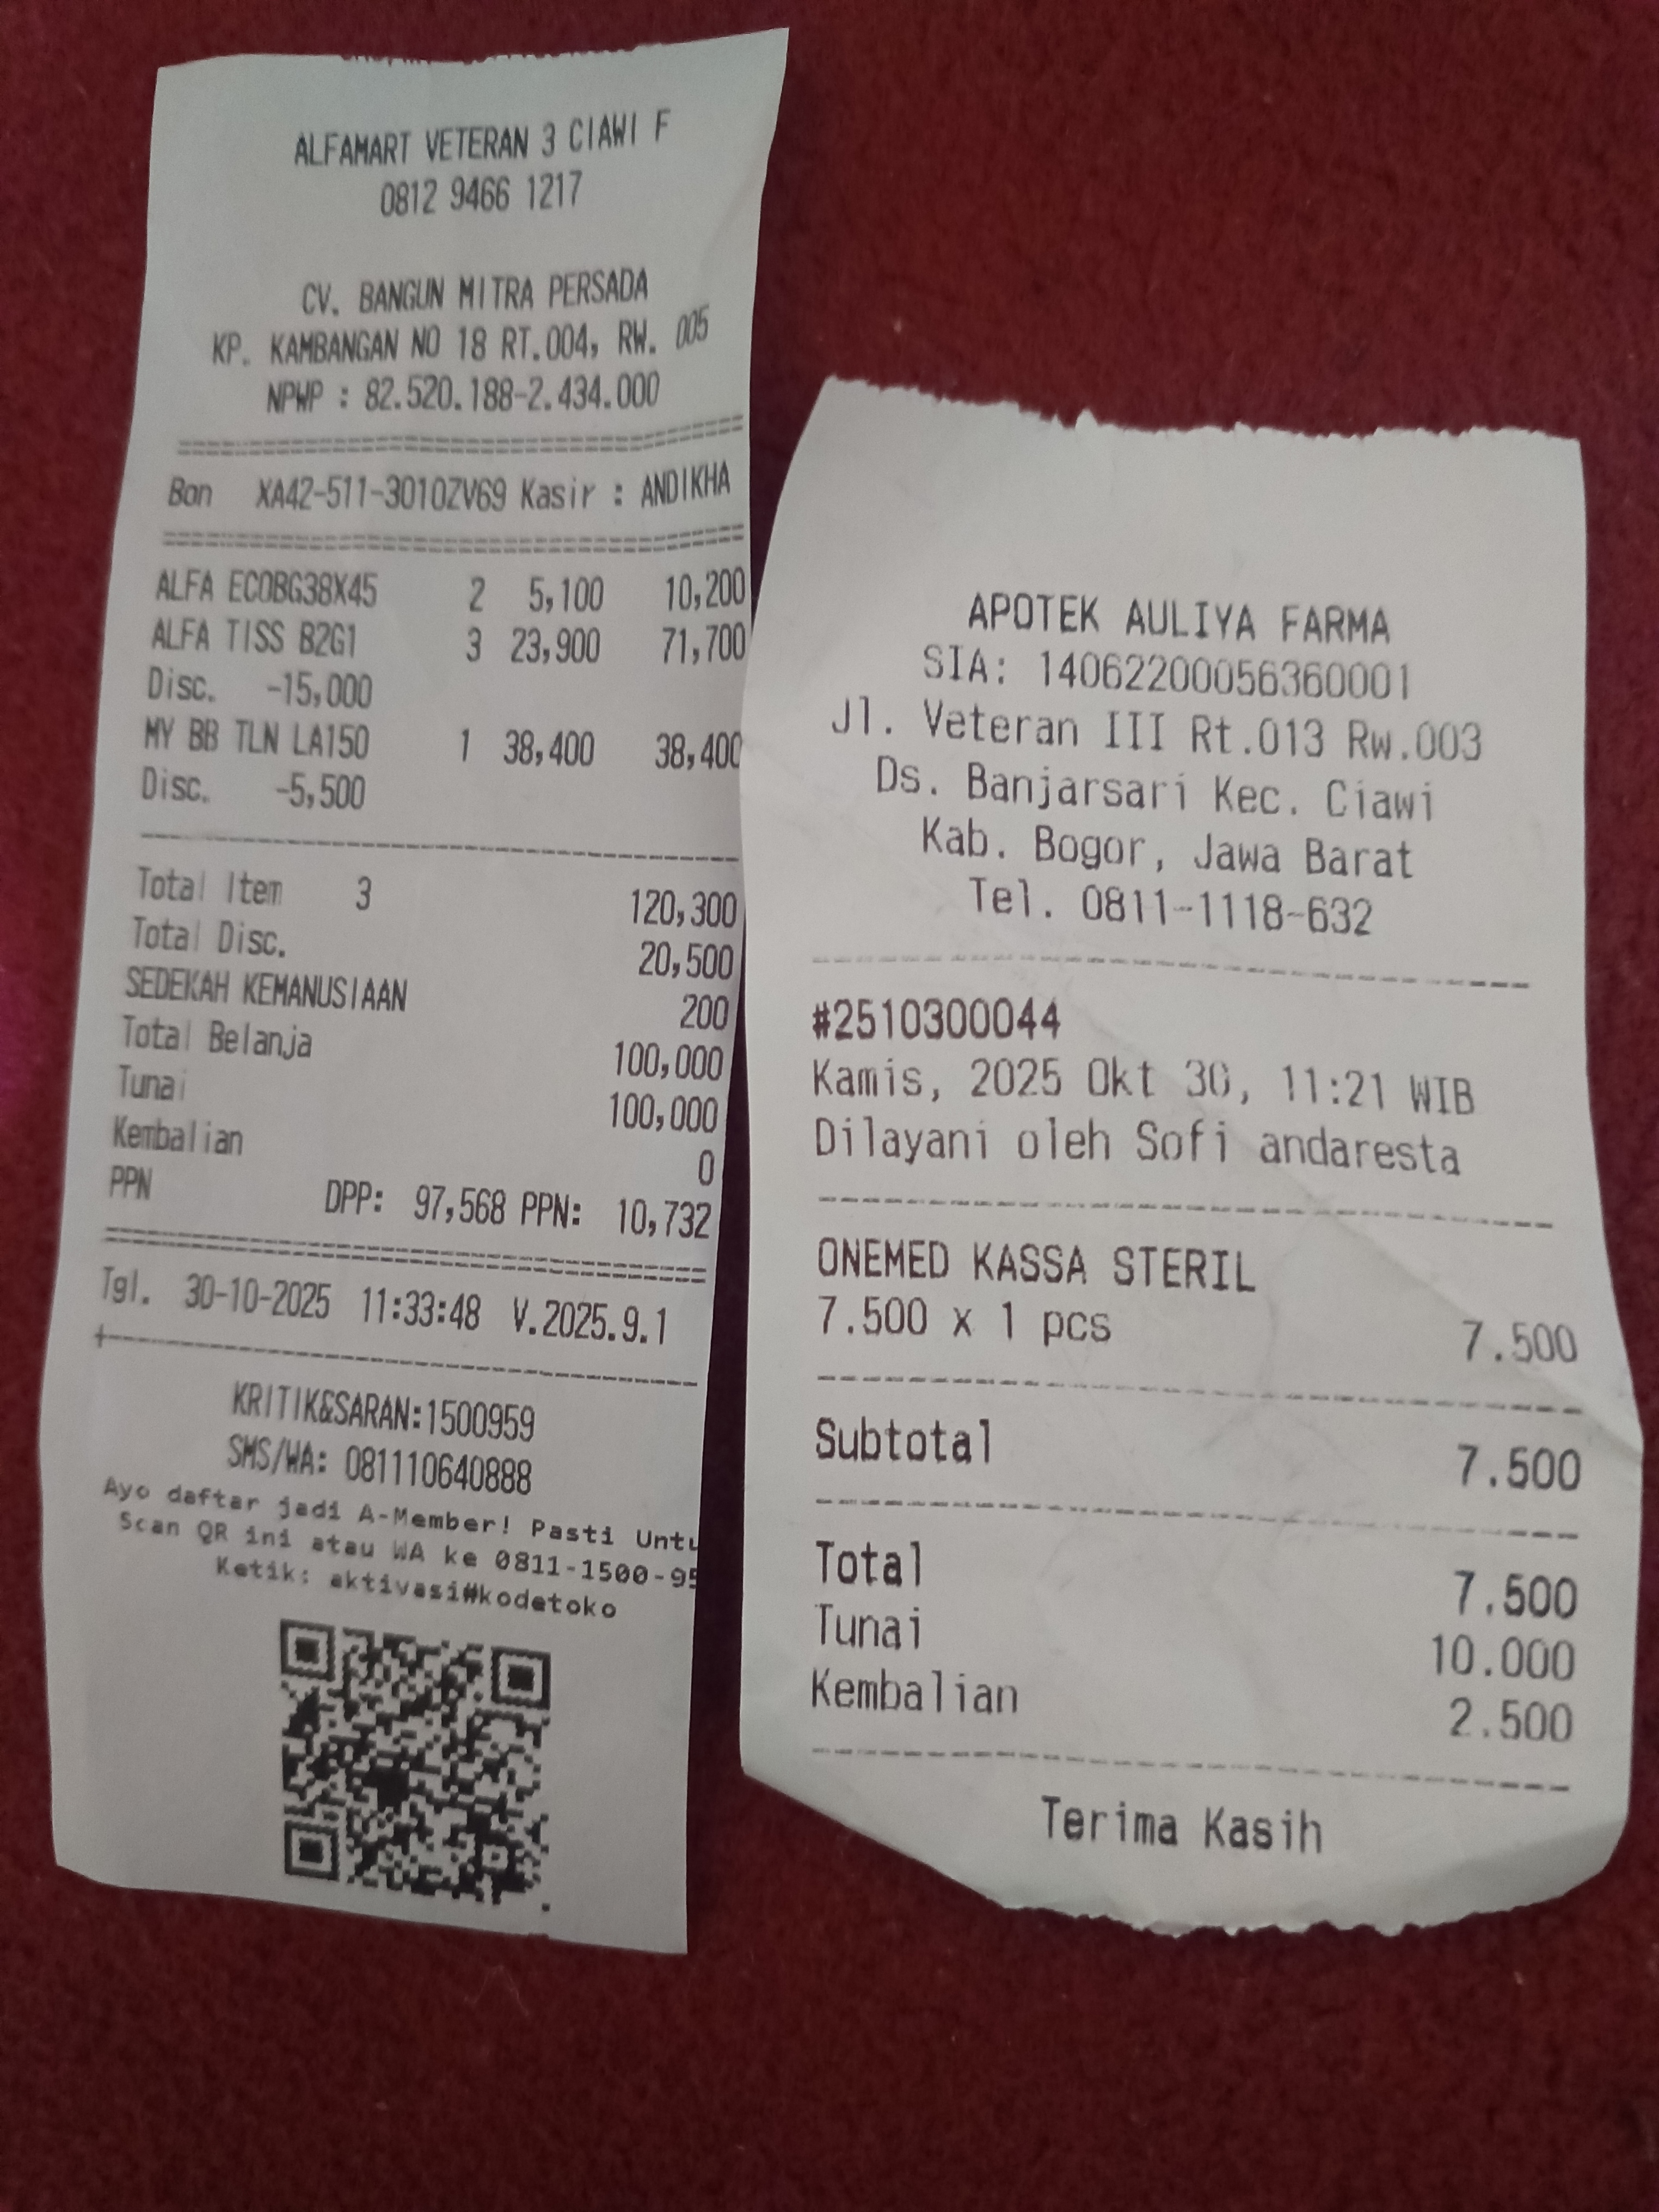 ALFAMART VETERAN 3 CIAWI F
0812 9466 1217
CV. BANGUN MITRA PERSADA
KP. KAMBANGAN NO 18 RT.004, RW. 005
NPWP : 82.520.188-2.434.000
Bon XA42-511-3010ZV69 Kasir : ANDIKHA
ALFA ECOBG38X45 2 5,100 10,200
ALFA TISS B2G1 3 23,900 71,700
Disc. -15,000
MY BB TLN LA150 1 38,400 38,400
Disc. -5,500
Total Item 3 120,300
Total Disc. 20,500
SEDEKAH KEMANUSIAAN 200
Total Belanja 100,000
Tunai 100,000
Kembalian 0
PPN DPP: 97,568 PPN: 10,732
Tgl. 30-10-2025 11:33:48 V.2025.9.1
KRITIK&SARAN:1500959
SMS/WA: 081110640888
Ayo daftar jadi A-Member! Pasti Untu
Scan QR ini atau WA ke 0811-1500-95
Ketik: aktivasi#kodetoko
APOTEK AULIYA FARMA
SIA: 14062200056360001
Jl. Veteran III Rt.013 Rw.003
Ds. Banjarsari Kec. Ciawi
Kab. Bogor, Jawa Barat
Tel. 0811-1118-632
#2510300044
Kamis, 2025 Okt 30, 11:21 WIB
Dilayani oleh Sofi andaresta
ONEMED KASSA STERIL
7.500 x 1 pcs 7.500
Subtotal 7.500
Total 7.500
Tunai 10.000
Kembalian 2.500
Terima Kasih